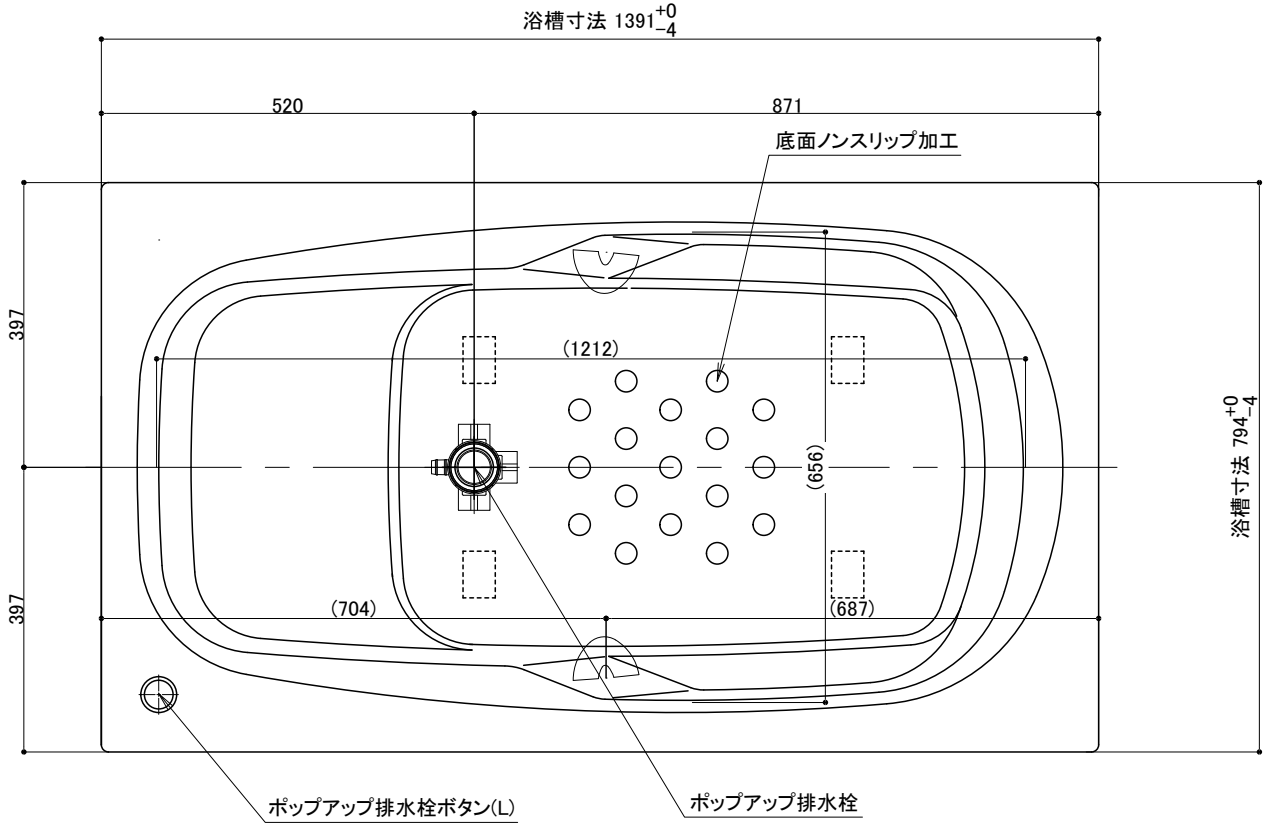 浴槽寸法 1391 +0 -4
520
871
底面ノンスリップ加工
397
(1212)
浴槽寸法 794 +0 -4
(656)
397
(704)
(687)
ポップアップ排水栓ボタン(L)
ポップアップ排水栓